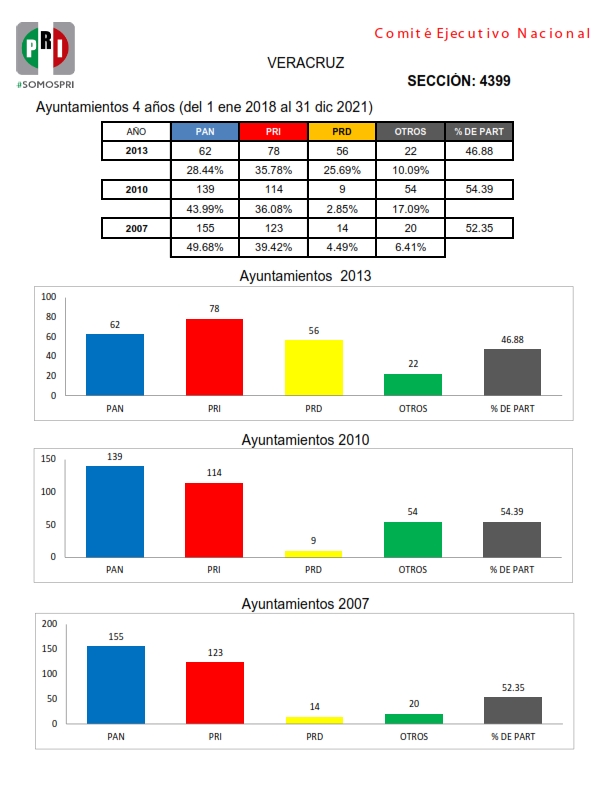 Comité Ejecutivo Nacional
PRI
#SOMOSPRI
VERACRUZ
SECCIÓN: 4399
Ayuntamientos 4 años (del 1 ene 2018 al 31 dic 2021)
AÑO PAN PRI PRD OTROS % DE PART
2013 62 78 56 22 46.88
28.44% 35.78% 25.69% 10.09%
2010 139 114 9 54 54.39
43.99% 36.08% 2.85% 17.09%
2007 155 123 14 20 52.35
49.68% 39.42% 4.49% 6.41%
Ayuntamientos 2013
100
80
60
40
20
0
62 78 56 22 46.88
PAN PRI PRD OTROS % DE PART
Ayuntamientos 2010
150
100
50
0
139 114 9 54 54.39
PAN PRI PRD OTROS % DE PART
Ayuntamientos 2007
200
150
100
50
0
155 123 14 20 52.35
PAN PRI PRD OTROS % DE PART